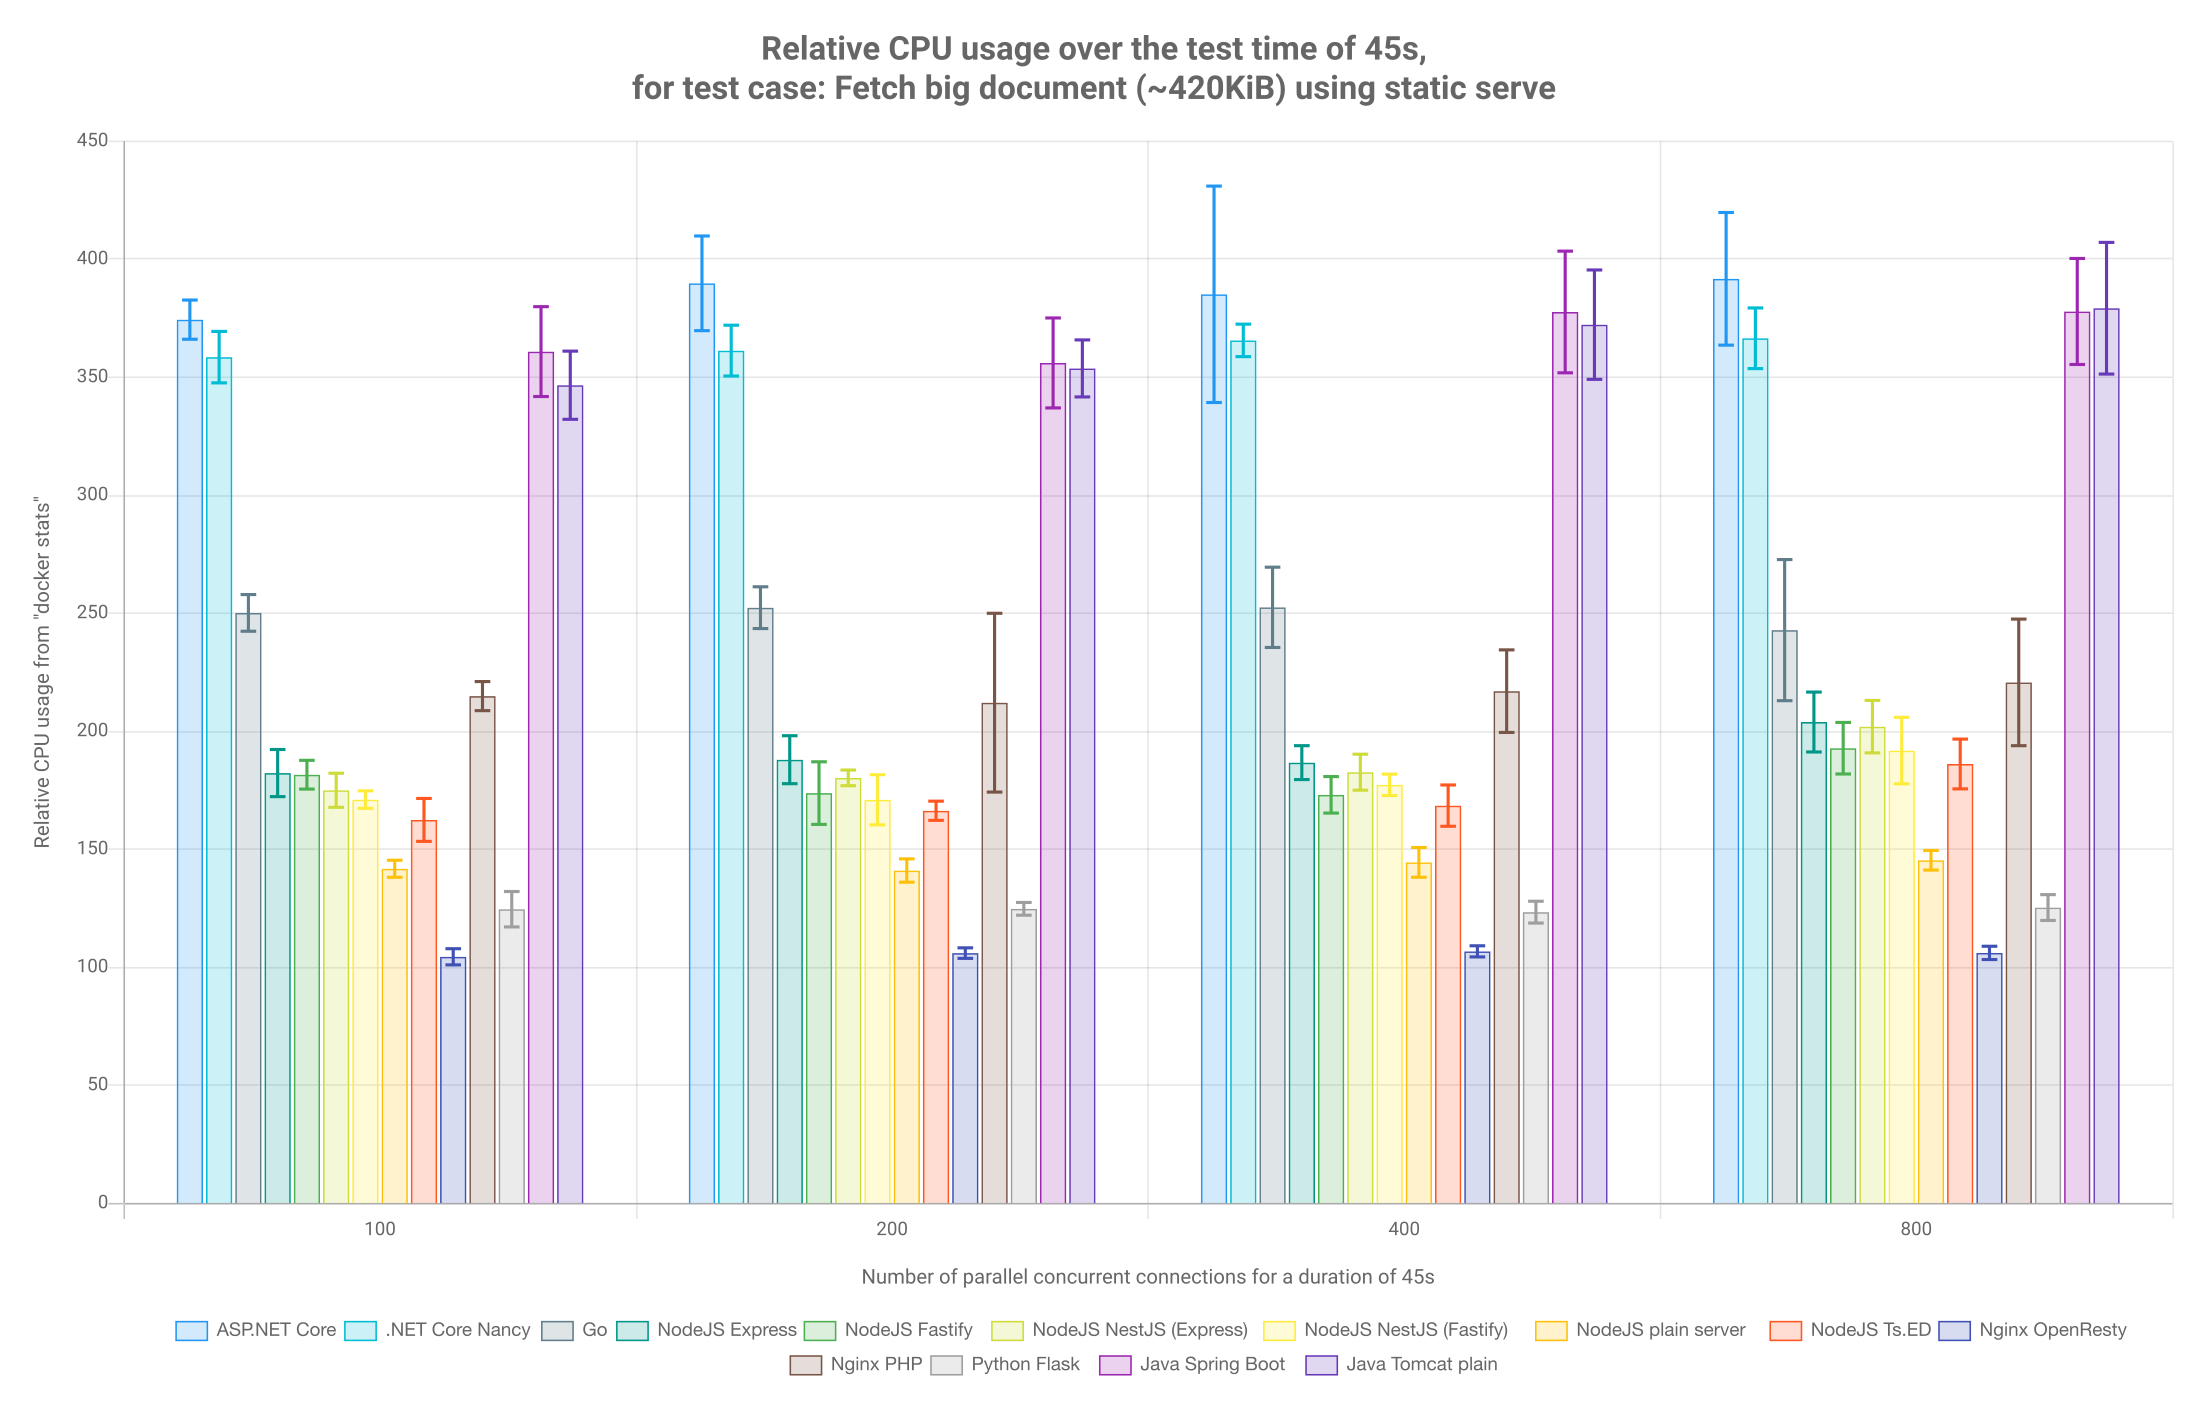 Relative CPU usage over the test time of 45s,
for test case: Fetch big document (~420KiB) using static serve
450
400
350
300
250
200
150
100
50
0
Relative CPU usage from "docker stats"
100 200 400 800
Number of parallel concurrent connections for a duration of 45s
ASP.NET Core .NET Core Nancy Go NodeJS Express NodeJS Fastify NodeJS NestJS (Express) NodeJS NestJS (Fastify) NodeJS plain server NodeJS Ts.ED Nginx OpenResty
Nginx PHP Python Flask Java Spring Boot Java Tomcat plain